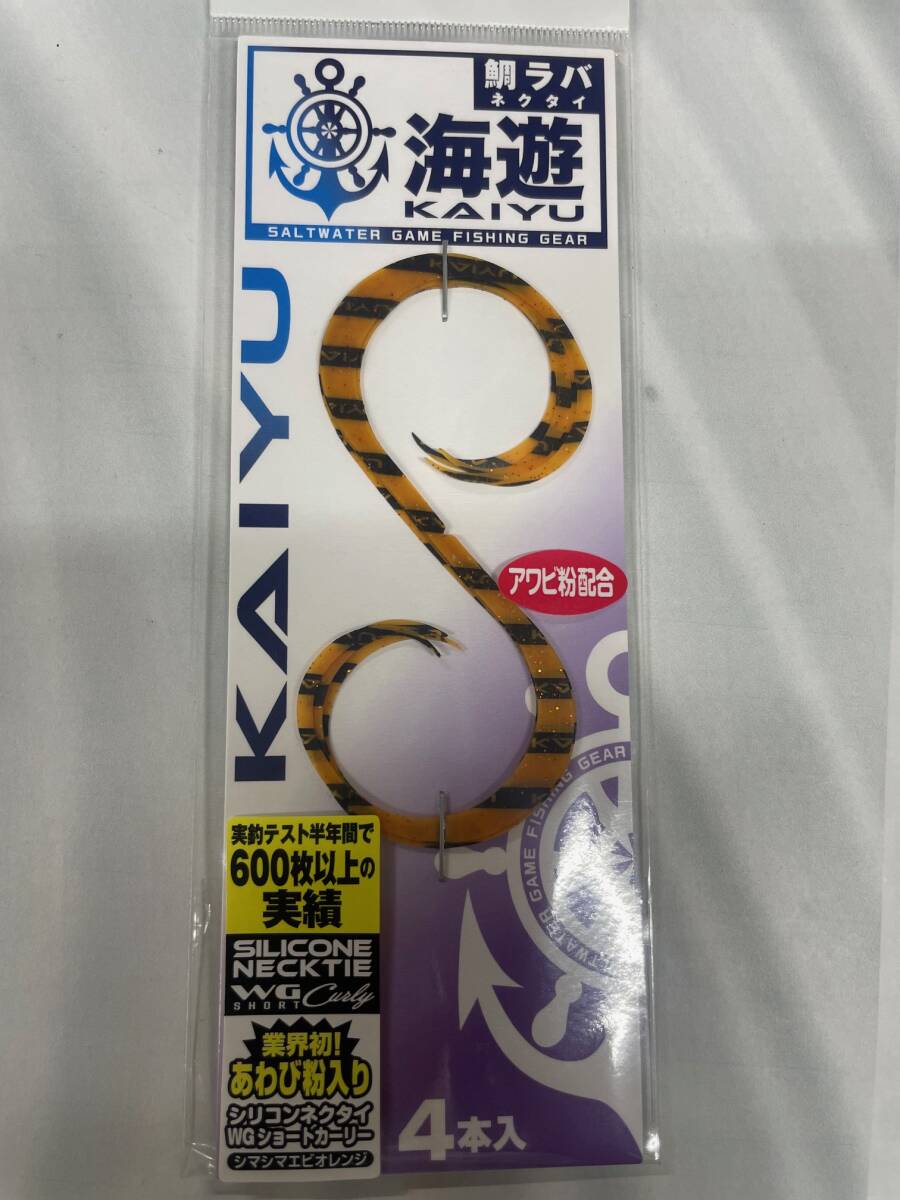 鯛ラバ
ネクタイ
海遊
KAIYU
SALTWATER GAME FISHING GEAR
KAIYU
アワビ粉配合
実釣テスト半年間で
600枚以上の
実績
SILICONE
NECKTIE
WG Curly
SHORT
業界初!
あわび粉入り
シリコンネクタイ
WGショートカーリー
シマシマエビオレンジ
4本入
WATER GAME FISHING GEAR